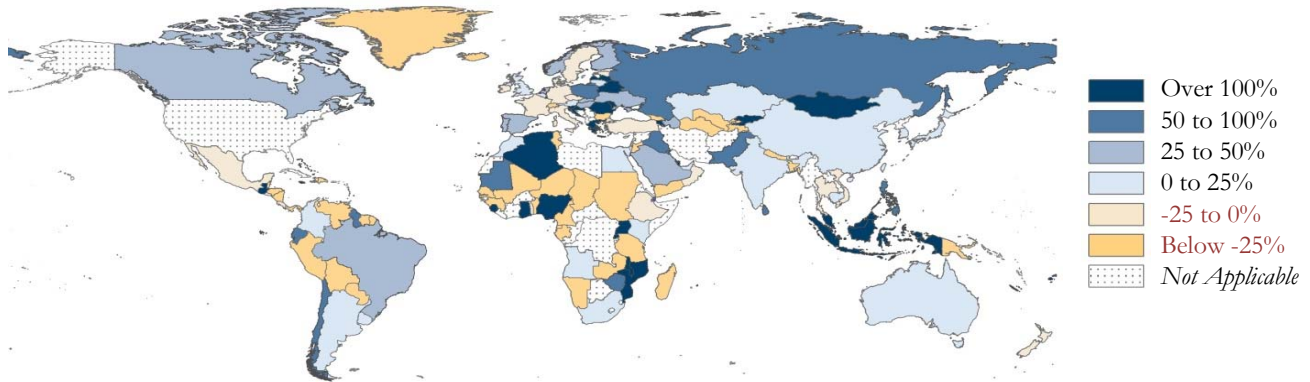 Over 100%
50 to 100%
25 to 50%
0 to 25%
-25 to 0%
Below -25%
Not Applicable